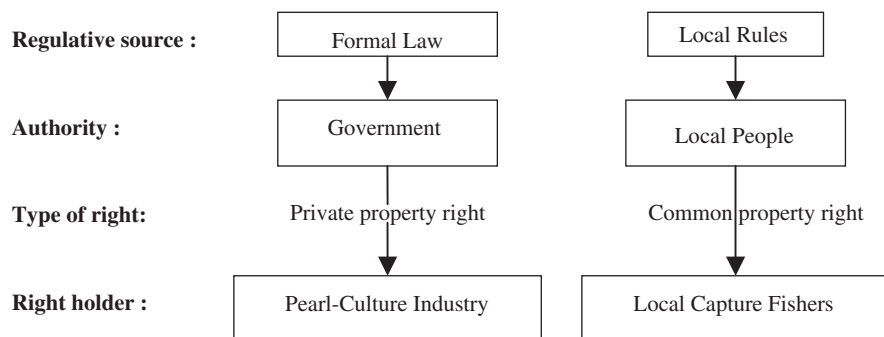 Regulative source : Formal Law Local Rules
Authority : Government Local People
Type of right: Private property right Common property right
Right holder : Pearl-Culture Industry Local Capture Fishers